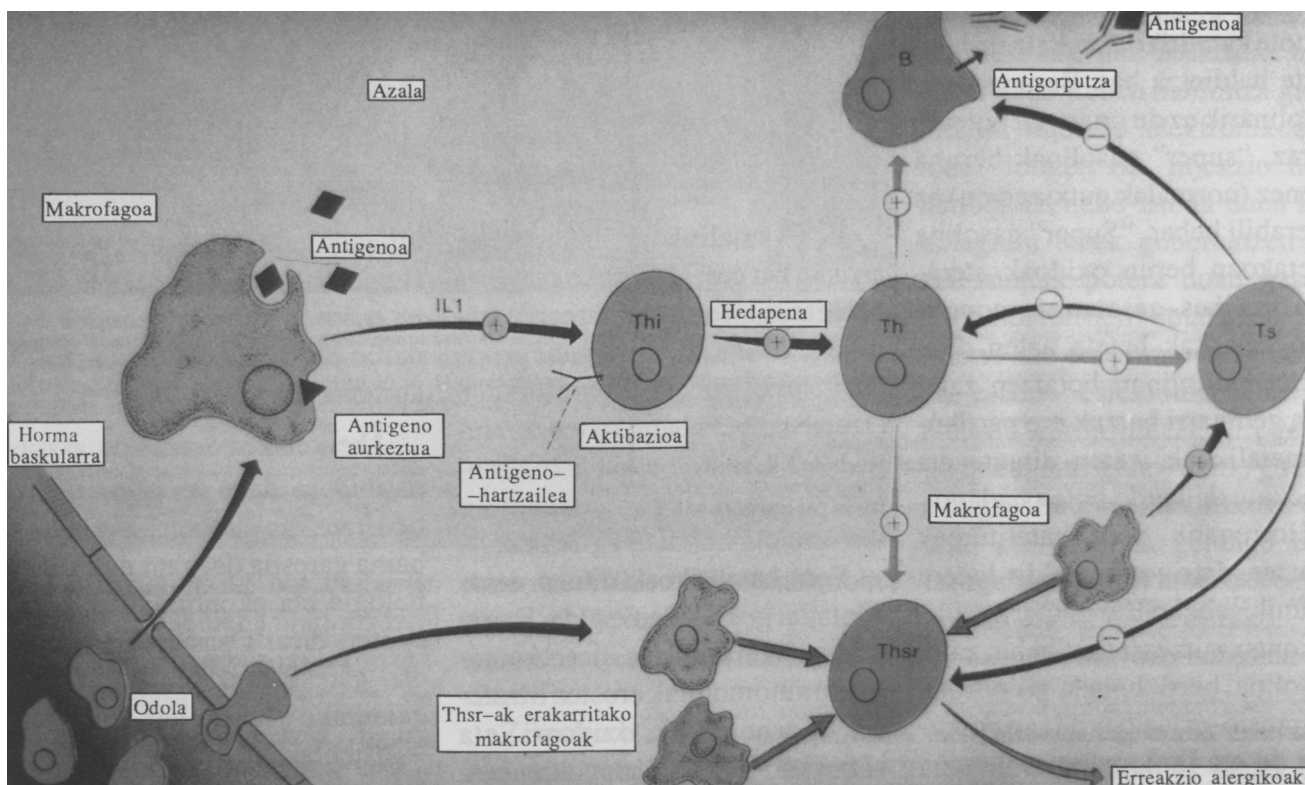 Antigenoa
B
Azala
Antigorputza
−
Makrofagoa
+
Antigenoa
IL1
+
Thi
Hedapena
+
Th
−
+
Ts
Horma
baskularra
Antigeno
aurkeztua
Aktibazioa
Antigeno-
-hartzailea
+
Makrofagoa
+
−
Thsr
Odola
Thsr-ak erakarritako
makrofagoak
Erreakzio alergikoak